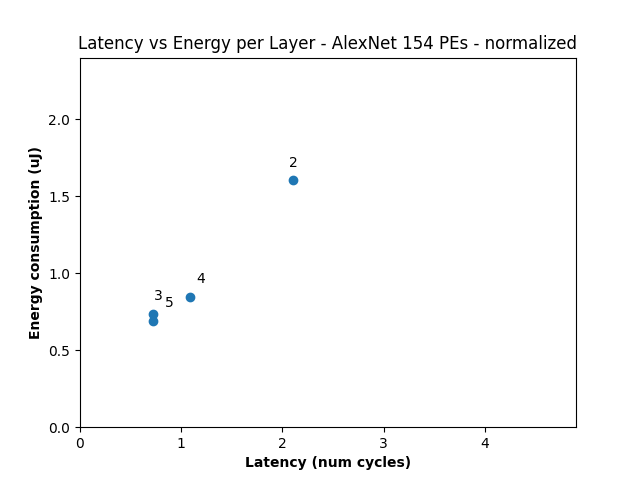 Latency vs Energy per Layer - AlexNet 154 PEs - normalized
2.0
1.5
1.0
0.5
0.0
Energy consumption (uJ)
2
4
3
5
0 1 2 3 4
Latency (num cycles)